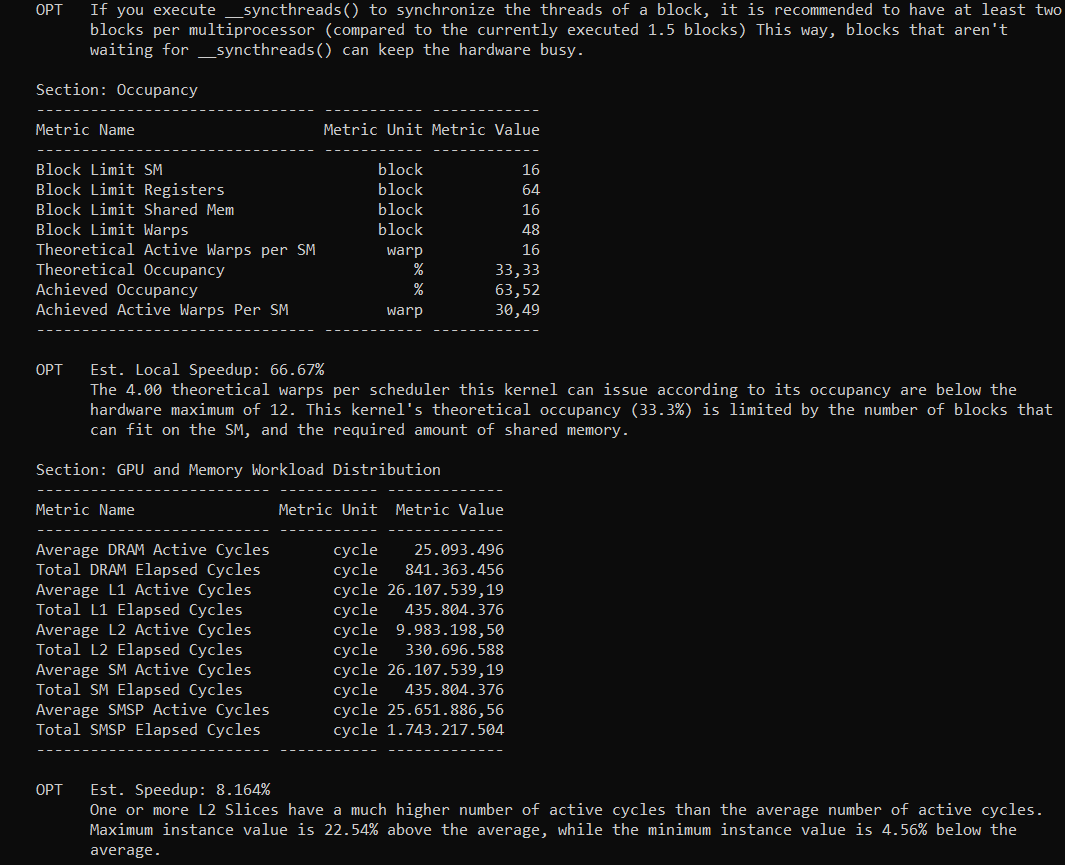 OPT   If you execute __syncthreads() to synchronize the threads of a block, it is recommended to have at least two
blocks per multiprocessor (compared to the currently executed 1.5 blocks) This way, blocks that aren't
waiting for __syncthreads() can keep the hardware busy.
Section: Occupancy
------------------------------- ----------- ------------
Metric Name                     Metric Unit Metric Value
------------------------------- ----------- ------------
Block Limit SM                        block           16
Block Limit Registers                 block           64
Block Limit Shared Mem                block           16
Block Limit Warps                     block           48
Theoretical Active Warps per SM        warp           16
Theoretical Occupancy                     %        33,33
Achieved Occupancy                        %        63,52
Achieved Active Warps Per SM           warp        30,49
------------------------------- ----------- ------------
OPT   Est. Local Speedup: 66.67%
The 4.00 theoretical warps per scheduler this kernel can issue according to its occupancy are below the
hardware maximum of 12. This kernel's theoretical occupancy (33.3%) is limited by the number of blocks that
can fit on the SM, and the required amount of shared memory.
Section: GPU and Memory Workload Distribution
-------------------------- ----------- -------------
Metric Name                Metric Unit  Metric Value
-------------------------- ----------- -------------
Average DRAM Active Cycles       cycle    25.093.496
Total DRAM Elapsed Cycles        cycle   841.363.456
Average L1 Active Cycles         cycle 26.107.539,19
Total L1 Elapsed Cycles          cycle   435.804.376
Average L2 Active Cycles         cycle  9.983.198,50
Total L2 Elapsed Cycles          cycle   330.696.588
Average SM Active Cycles         cycle 26.107.539,19
Total SM Elapsed Cycles          cycle   435.804.376
Average SMSP Active Cycles       cycle 25.651.886,56
Total SMSP Elapsed Cycles        cycle 1.743.217.504
-------------------------- ----------- -------------
OPT   Est. Speedup: 8.164%
One or more L2 Slices have a much higher number of active cycles than the average number of active cycles.
Maximum instance value is 22.54% above the average, while the minimum instance value is 4.56% below the
average.